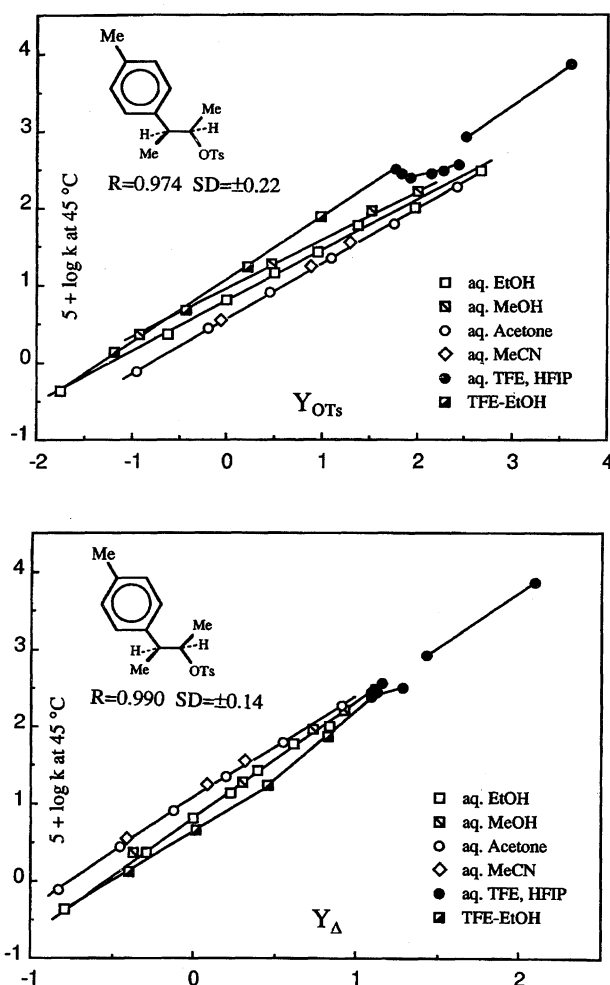 4
3
2
1
0
-1
5 + log k at 45 °C
Me
Me
H
H
Me
OTs
R=0.974 SD=±0.22
aq. EtOH
aq. MeOH
aq. Acetone
aq. MeCN
aq. TFE, HFIP
TFE-EtOH
Y_OTs
-2 -1 0 1 2 3 4
4
3
2
1
0
-1
5 + log k at 45 °C
Me
Me
H
H
Me
OTs
R=0.990 SD=±0.14
aq. EtOH
aq. MeOH
aq. Acetone
aq. MeCN
aq. TFE, HFIP
TFE-EtOH
Y_Δ
-1 0 1 2